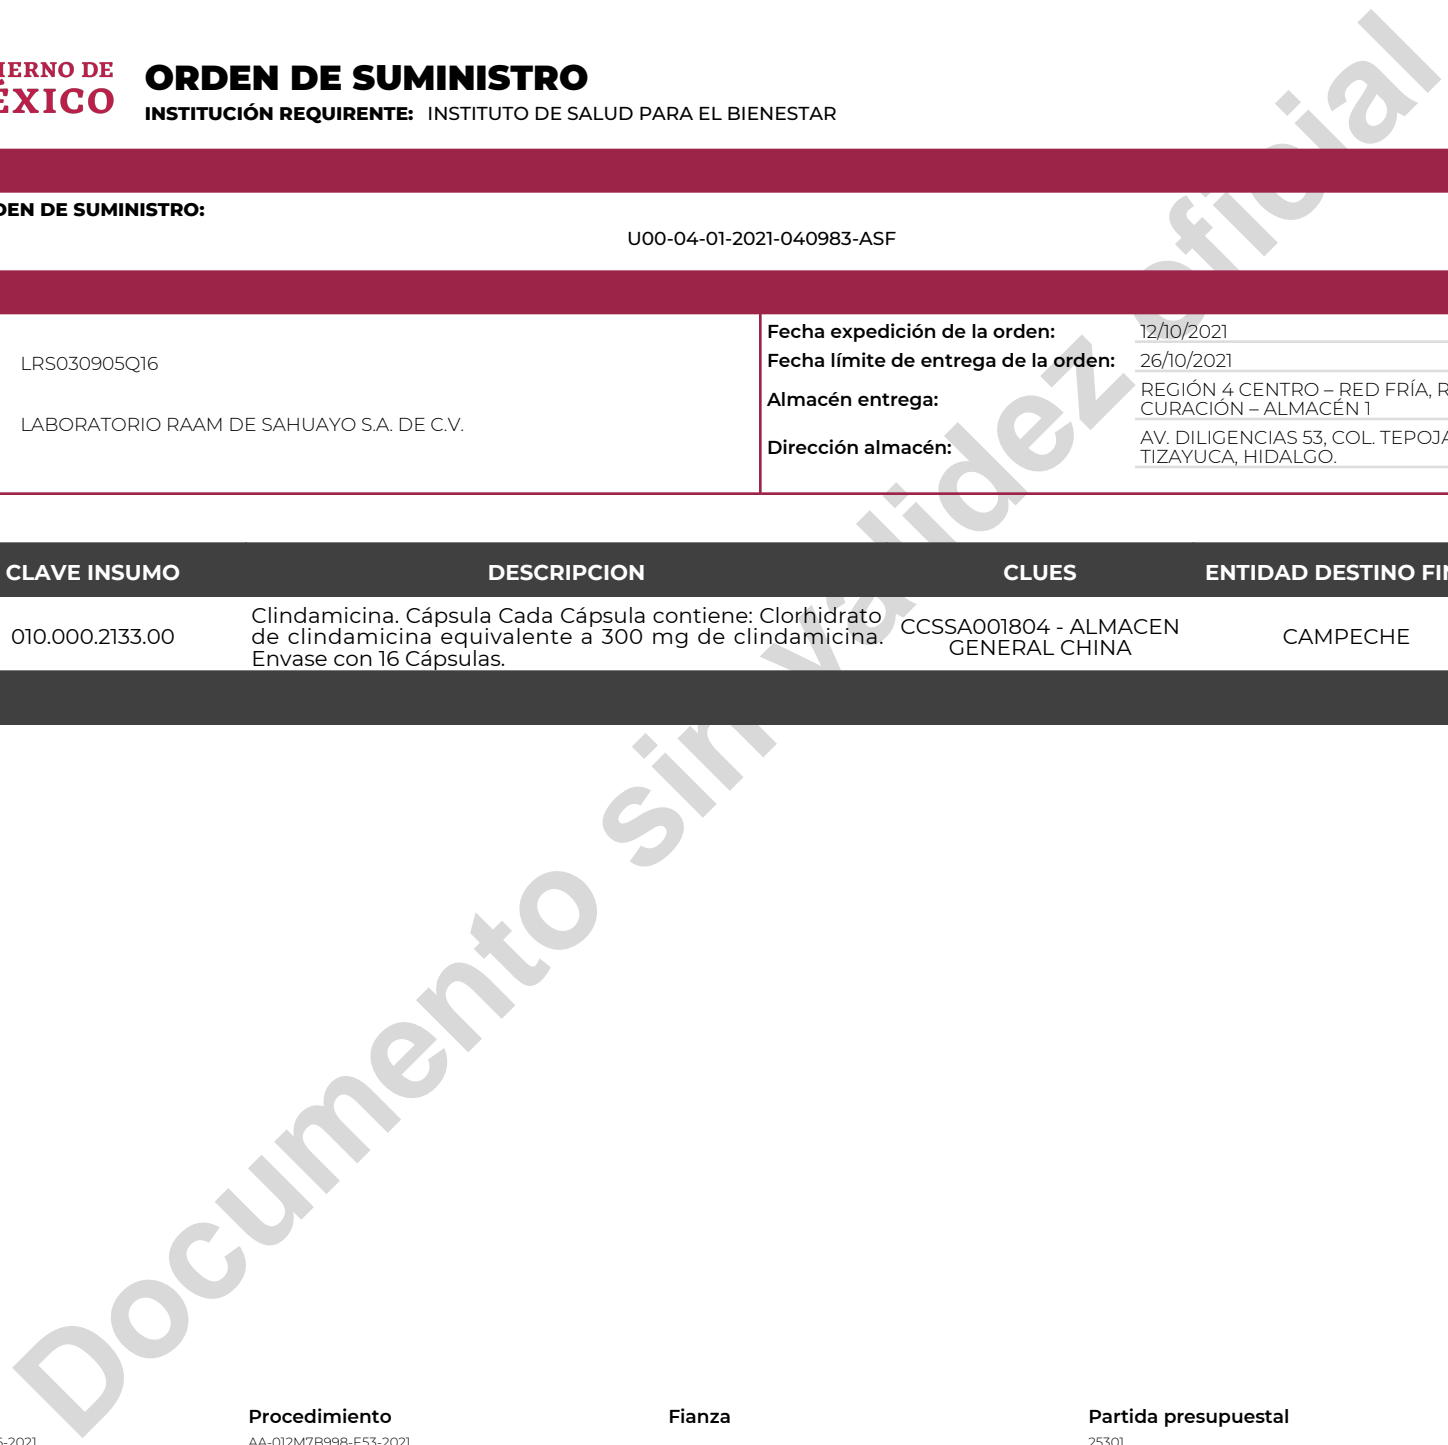 ORDEN DE SUMINISTRO
INSTITUCIÓN REQUIRENTE: INSTITUTO DE SALUD PARA EL BIENESTAR
DE
DE SUMINISTRO:
U00-04-01-2021-040983-ASF
LRS030905Q16
LABORATORIO RAAM DE SAHUAYO S.A. DE C.V.
Fecha expedición de la orden: 12/10/2021
Fecha límite de entrega de la orden: 26/10/2021
Almacén entrega: REGIÓN 4 CENTRO – RED FRÍA,
CURACIÓN – ALMACÉN 1
Dirección almacén: AV. DILIGENCIAS 53, COL.
TIZAYUCA, HIDALGO.
CLAVE INSUMO DESCRIPCION CLUES ENTIDAD DESTINO
010.000.2133.00
Clindamicina. Cápsula Cada Cápsula contiene: Clorhidrato
de clindamicina equivalente a 300 mg de clindamicina.
Envase con 16 Cápsulas.
CCSSA001804 - ALMACEN
GENERAL CHINA
CAMPECHE
Documento sin validez oficial
Procedimiento Fianza Partida presupuestal
AA-012M7B998-E53-2021 25301